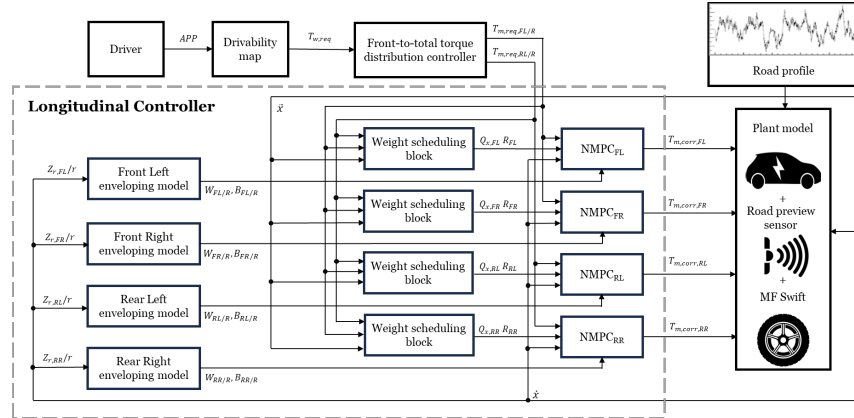 Driver
APP
Drivability
map
T_{w,req}
Front-to-total torque
distribution controller
T_{m,req,FL/R}
T_{m,req,RL/R}
Road profile
Longitudinal Controller
ẍ
Z_{r,FL}/r
Front Left
enveloping model
W_{FL/R}, B_{FL/R}
Weight scheduling
block
Q_{x,FL} R_{FL}
NMPC_{FL}
T_{m,corr,FL}
Z_{r,FR}/r
Front Right
enveloping model
W_{FR/R}, B_{FR/R}
Weight scheduling
block
Q_{x,FR} R_{FR}
NMPC_{FR}
T_{m,corr,FR}
Z_{r,RL}/r
Rear Left
enveloping model
W_{RL/R}, B_{RL/R}
Weight scheduling
block
Q_{x,RL} R_{RL}
NMPC_{RL}
T_{m,corr,RL}
Z_{r,RR}/r
Rear Right
enveloping model
W_{RR/R}, B_{RR/R}
Weight scheduling
block
Q_{x,RR} R_{RR}
NMPC_{RR}
T_{m,corr,RR}
ẋ
Plant model
+
Road preview
sensor
+
MF Swift